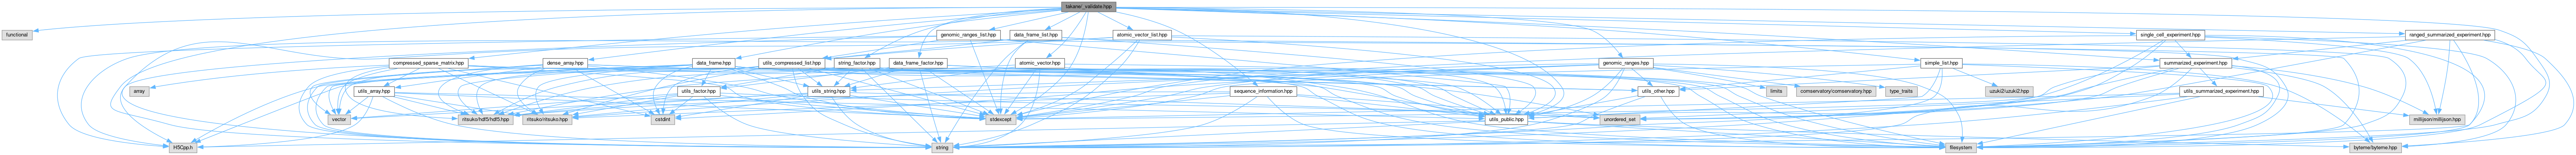 takane/_validate.hpp
functional
genomic_ranges_list.hpp
data_frame_list.hpp
atomic_vector_list.hpp
single_cell_experiment.hpp
ranged_summarized_experiment.hpp
compressed_sparse_matrix.hpp
dense_array.hpp
data_frame.hpp
utils_compressed_list.hpp
string_factor.hpp
data_frame_factor.hpp
atomic_vector.hpp
genomic_ranges.hpp
simple_list.hpp
summarized_experiment.hpp
array
utils_array.hpp
utils_factor.hpp
utils_string.hpp
sequence_information.hpp
utils_other.hpp
limits
comservatory/comservatory.hpp
type_traits
uzuki2/uzuki2.hpp
utils_summarized_experiment.hpp
vector
ritsuko/hdf5/hdf5.hpp
ritsuko/ritsuko.hpp
cstdint
stdexcept
utils_public.hpp
unordered_set
millijson/millijson.hpp
H5Cpp.h
string
filesystem
byteme/byteme.hpp